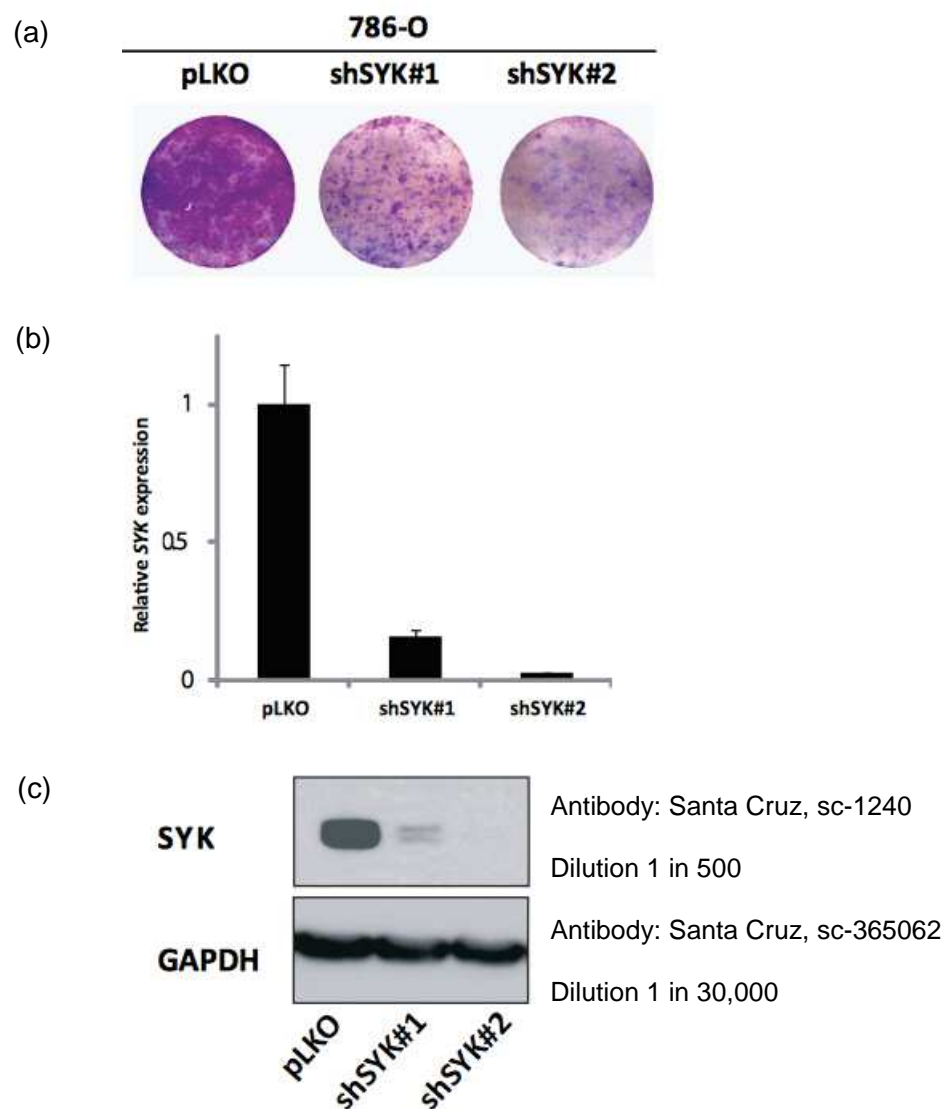 (a)
786-O
pLKO shSYK#1 shSYK#2
(b)
Relative SYK expression
1
0.5
0
pLKO shSYK#1 shSYK#2
(c)
SYK
Antibody: Santa Cruz, sc-1240
Dilution 1 in 500
GAPDH
Antibody: Santa Cruz, sc-365062
Dilution 1 in 30,000
pLKO shSYK#1 shSYK#2